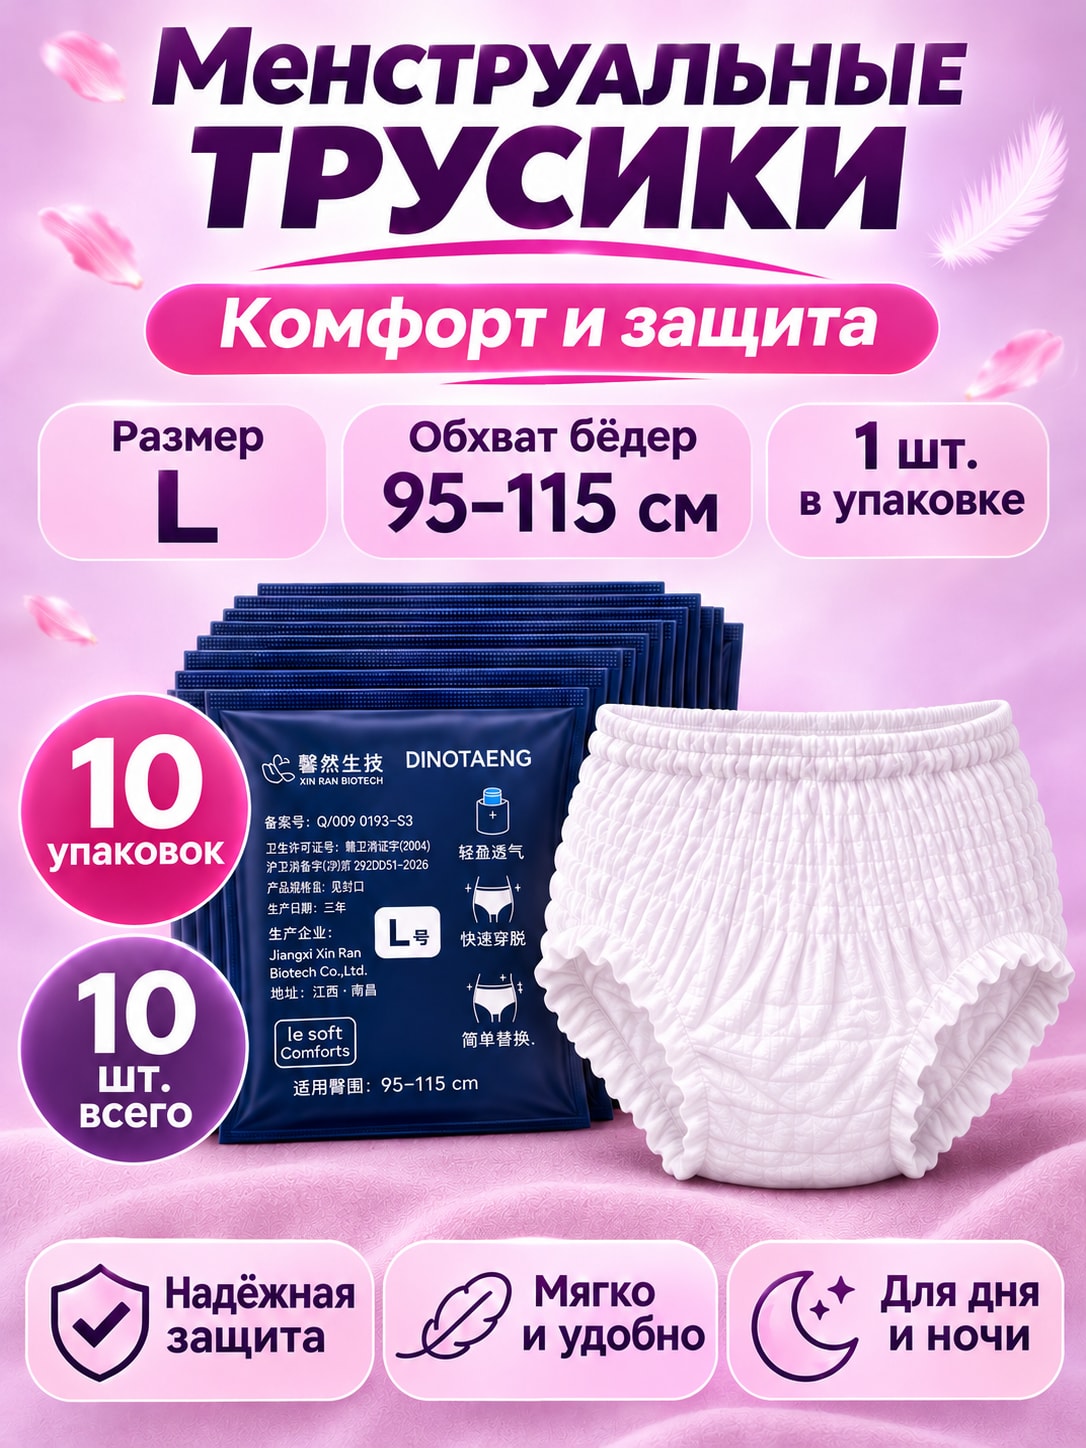 Менструальные
ТРУСИКИ
Комфорт и защита
Размер
L
Обхват бёдер
95–115 см
1 шт.
в упаковке
10
упаковок
10
шт.
всего
馨然生技
XIN RAN BIOTECH
DINOTAENG
备案号：Q/009 0193-S3
卫生许可证号：赣卫消证字(2004)
沪卫消备字(沪)第 292DD51-2026
产品规格: 见封口
生产日期：三年
生产企业：
Jiangxi Xin Ran
Biotech Co.,Ltd.
地址：江西·南昌
L号
le soft
Comforts
适用臀围：95-115 cm
轻盈透气
快速穿脱
简单替换.
Надёжная
защита
Мягко
и удобно
Для дня
и ночи